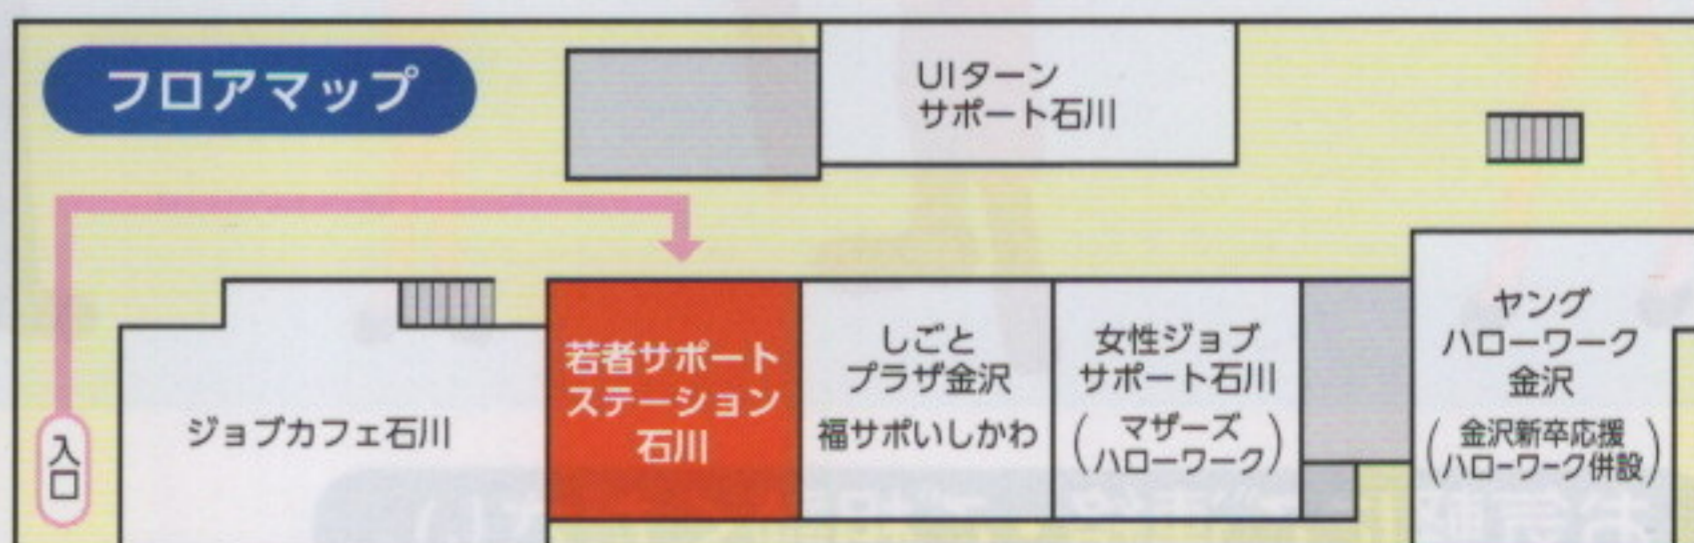 フロアマップ
UIターン
サポート石川
入口
ジョブカフェ石川
若者サポート
ステーション
石川
しごと
プラザ金沢
福サポいしかわ
女性ジョブ
サポート石川
(マザーズ
ハローワーク)
ヤング
ハローワーク
金沢
(金沢新卒応援
ハローワーク併設)